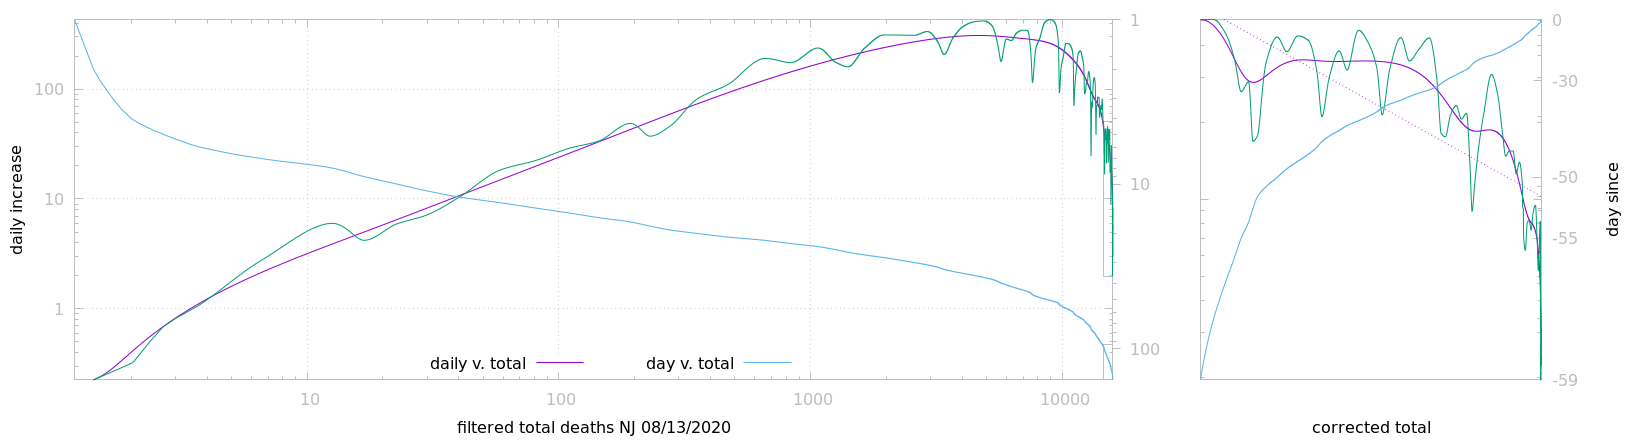 daily increase
100
10
1
daily v. total
day v. total
10
100
1000
10000
filtered total deaths NJ 08/13/2020
1
10
100
0
-30
-50
-55
-59
day since
corrected total